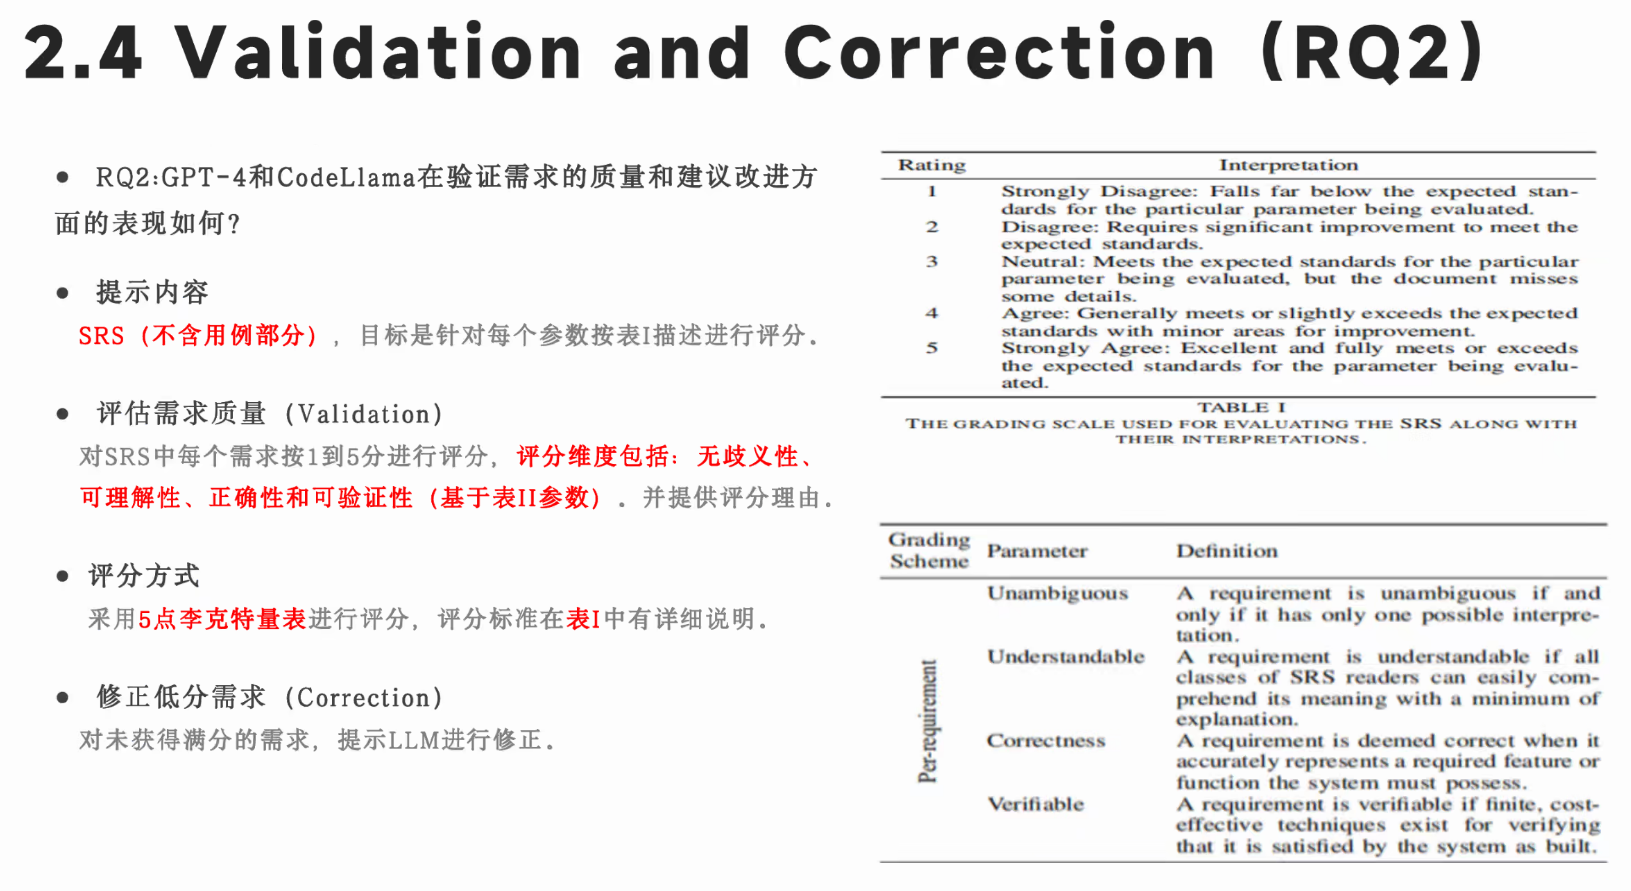 2.4 Validation and Correction（RQ2）
● RQ2:GPT-4和CodeLlama在验证需求的质量和建议改进方
面的表现如何？
● 提示内容
SRS（不含用例部分），目标是针对每个参数按表I描述进行评分。
● 评估需求质量（Validation）
对SRS中每个需求按1到5分进行评分，评分维度包括：无歧义性、
可理解性、正确性和可验证性（基于表II参数）。并提供评分理由。
● 评分方式
采用5点李克特量表进行评分，评分标准在表I中有详细说明。
● 修正低分需求（Correction）
对未获得满分的需求，提示LLM进行修正。
Rating Interpretation
1 Strongly Disagree: Falls far below the expected stan-
dards for the particular parameter being evaluated.
2 Disagree: Requires significant improvement to meet the
expected standards.
3 Neutral: Meets the expected standards for the particular
parameter being evaluated, but the document misses
some details.
4 Agree: Generally meets or slightly exceeds the expected
standards with minor areas for improvement.
5 Strongly Agree: Excellent and fully meets or exceeds
the expected standards for the parameter being evalu-
ated.
TABLE I
THE GRADING SCALE USED FOR EVALUATING THE SRS ALONG WITH
THEIR INTERPRETATIONS.
Grading
Scheme Parameter Definition
Per-requirement
Unambiguous A requirement is unambiguous if and
only if it has only one possible interpre-
tation.
Understandable A requirement is understandable if all
classes of SRS readers can easily com-
prehend its meaning with a minimum of
explanation.
Correctness A requirement is deemed correct when it
accurately represents a required feature or
function the system must possess.
Verifiable A requirement is verifiable if finite, cost-
effective techniques exist for verifying
that it is satisfied by the system as built.